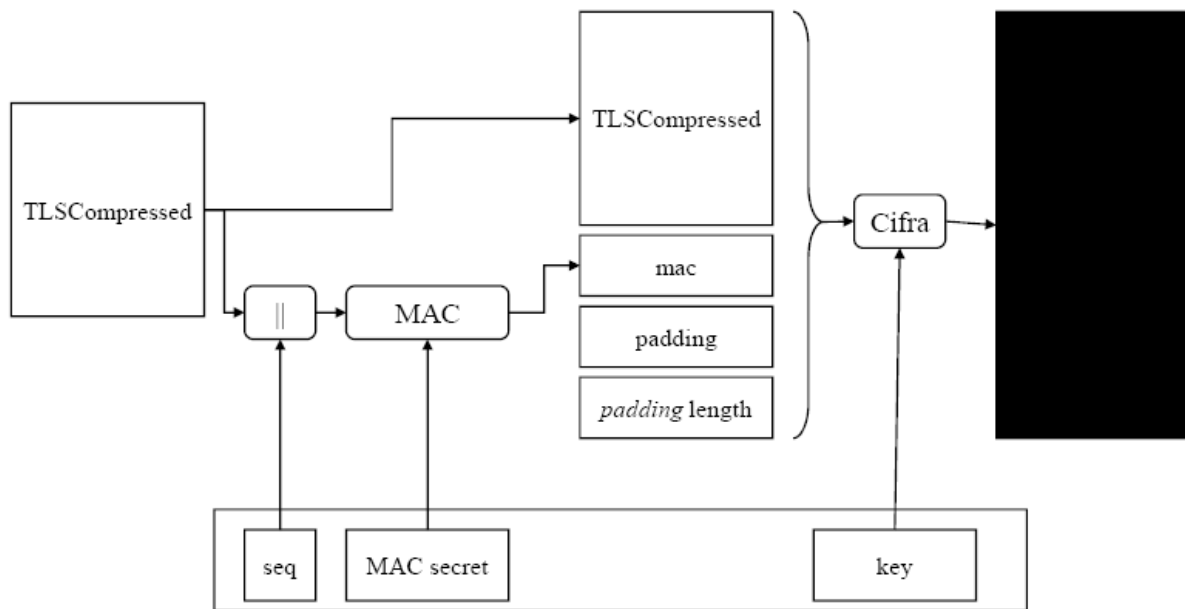 TLSCompressed
TLSCompressed
Cifra
mac
||
MAC
padding
padding length
seq
MAC secret
key